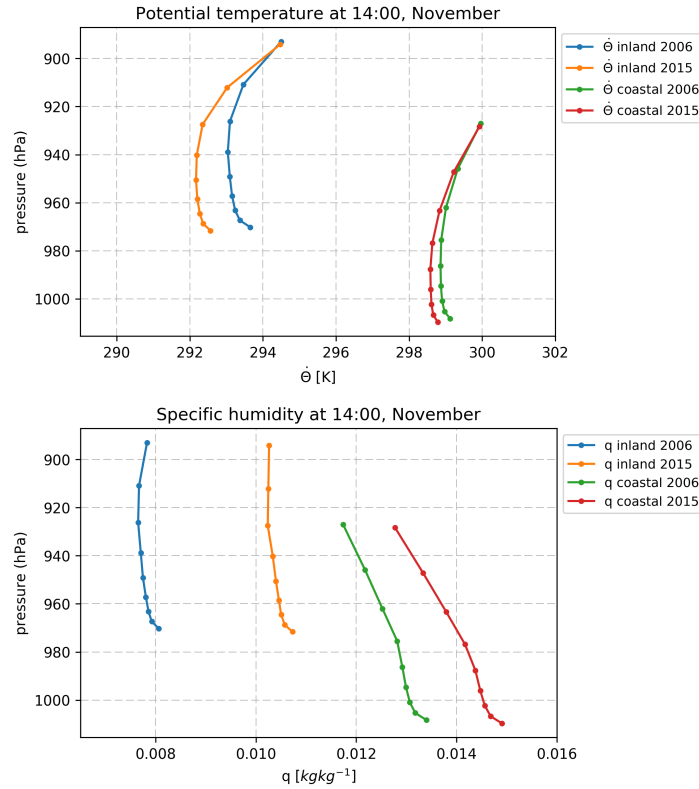 Potential temperature at 14:00, November
900
920
940
960
980
1000
pressure (hPa)
290 292 294 296 298 300 302
Θ̇ [K]
Θ̇ inland 2006
Θ̇ inland 2015
Θ̇ coastal 2006
Θ̇ coastal 2015
Specific humidity at 14:00, November
900
920
940
960
980
1000
pressure (hPa)
0.008 0.010 0.012 0.014 0.016
q [kgkg⁻¹]
q inland 2006
q inland 2015
q coastal 2006
q coastal 2015